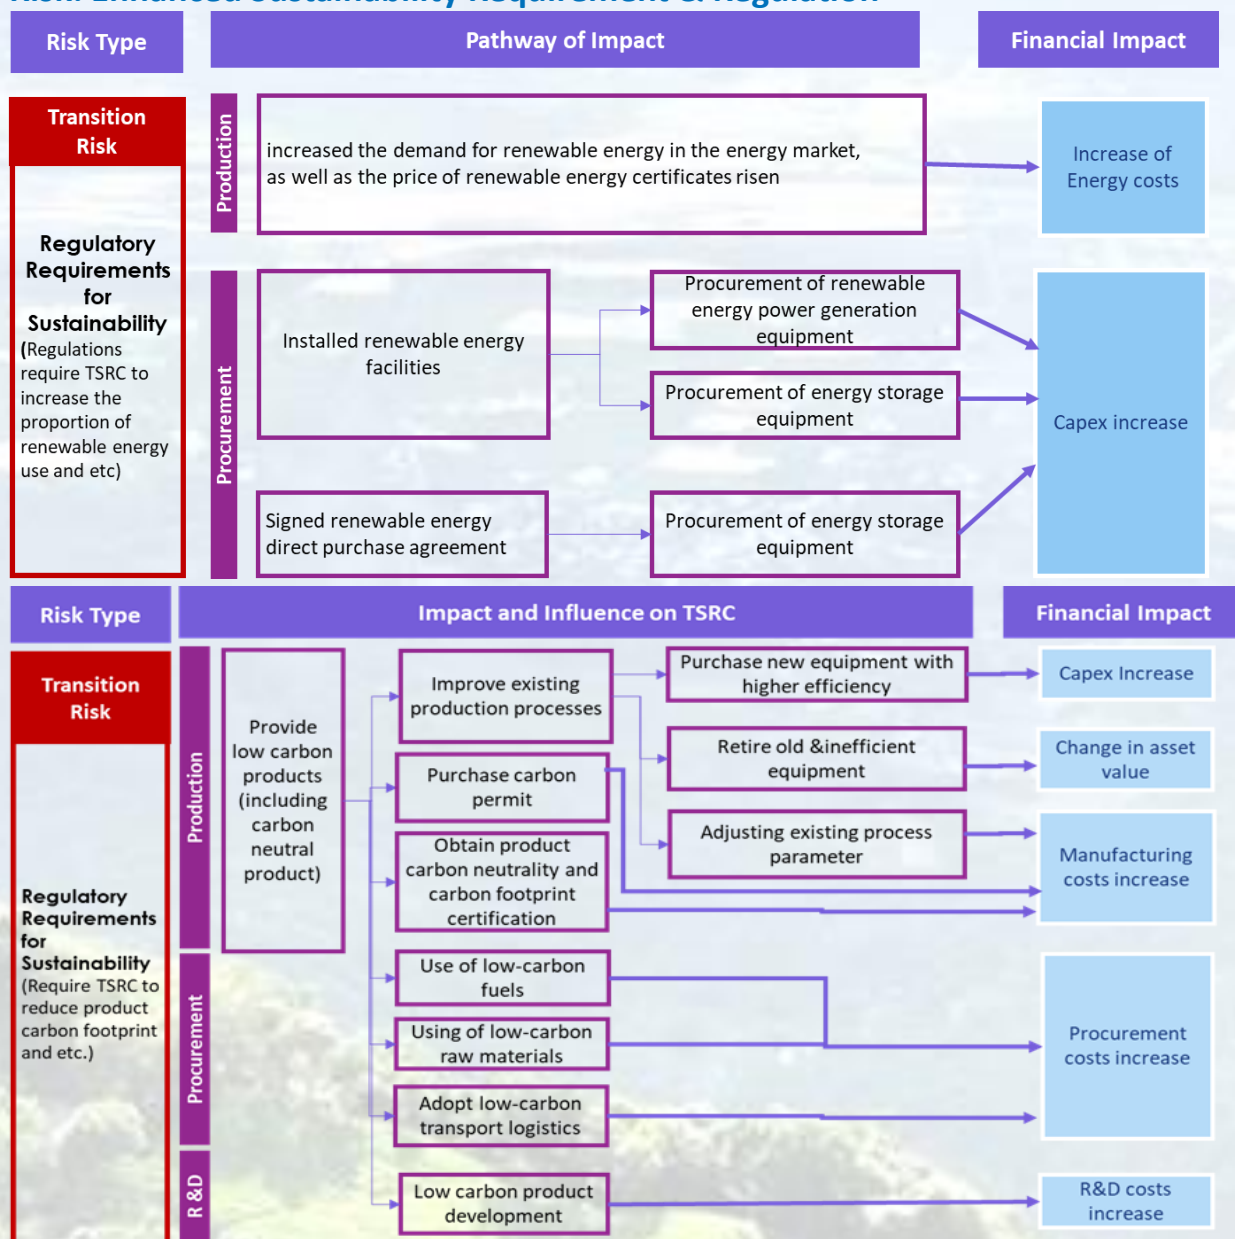 Risk: Enhanced Sustainability Requirement & Regulation
Risk Type
Pathway of Impact
Financial Impact
Transition
Risk
Regulatory
Requirements
for
Sustainability
(Regulations
require TSRC to
increase the
proportion of
renewable energy
use and etc)
Production
increased the demand for renewable energy in the energy market,
as well as the price of renewable energy certificates risen
Increase of
Energy costs
Procurement
Installed renewable energy
facilities
Procurement of renewable
energy power generation
equipment
Procurement of energy storage
equipment
Signed renewable energy
direct purchase agreement
Procurement of energy storage
equipment
Capex increase
Risk Type
Impact and Influence on TSRC
Financial Impact
Transition
Risk
Regulatory
Requirements
for
Sustainability
(Require TSRC to
reduce product
carbon footprint
and etc.)
Production
Provide
low carbon
products
(including
carbon
neutral
product)
Improve existing
production processes
Purchase new equipment with
higher efficiency
Capex Increase
Retire old &inefficient
equipment
Change in asset
value
Purchase carbon
permit
Adjusting existing process
parameter
Obtain product
carbon neutrality and
carbon footprint
certification
Manufacturing
costs increase
Procurement
Use of low-carbon
fuels
Using of low-carbon
raw materials
Adopt low-carbon
transport logistics
Procurement
costs increase
R &D
Low carbon product
development
R&D costs
increase